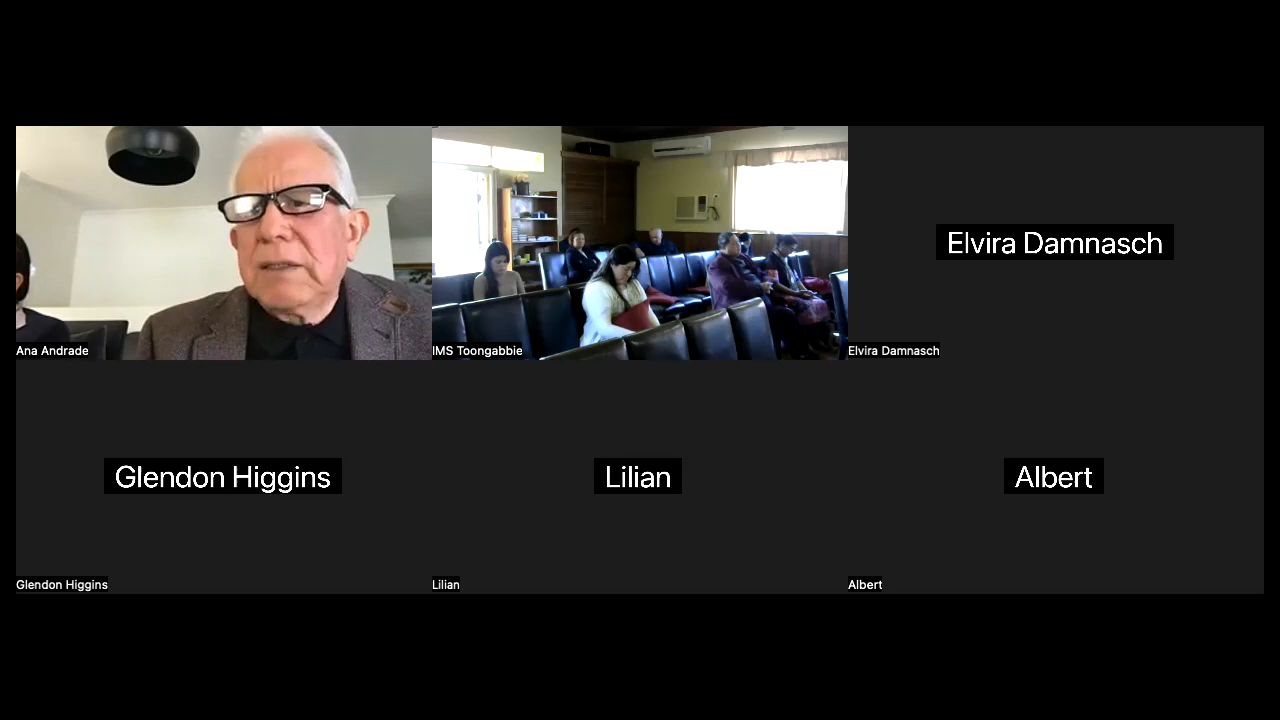 Elvira Damnasch
Ana Andrade
IMS Toongabbie
Elvira Damnasch
Glendon Higgins
Lilian
Albert
Glendon Higgins
Lilian
Albert